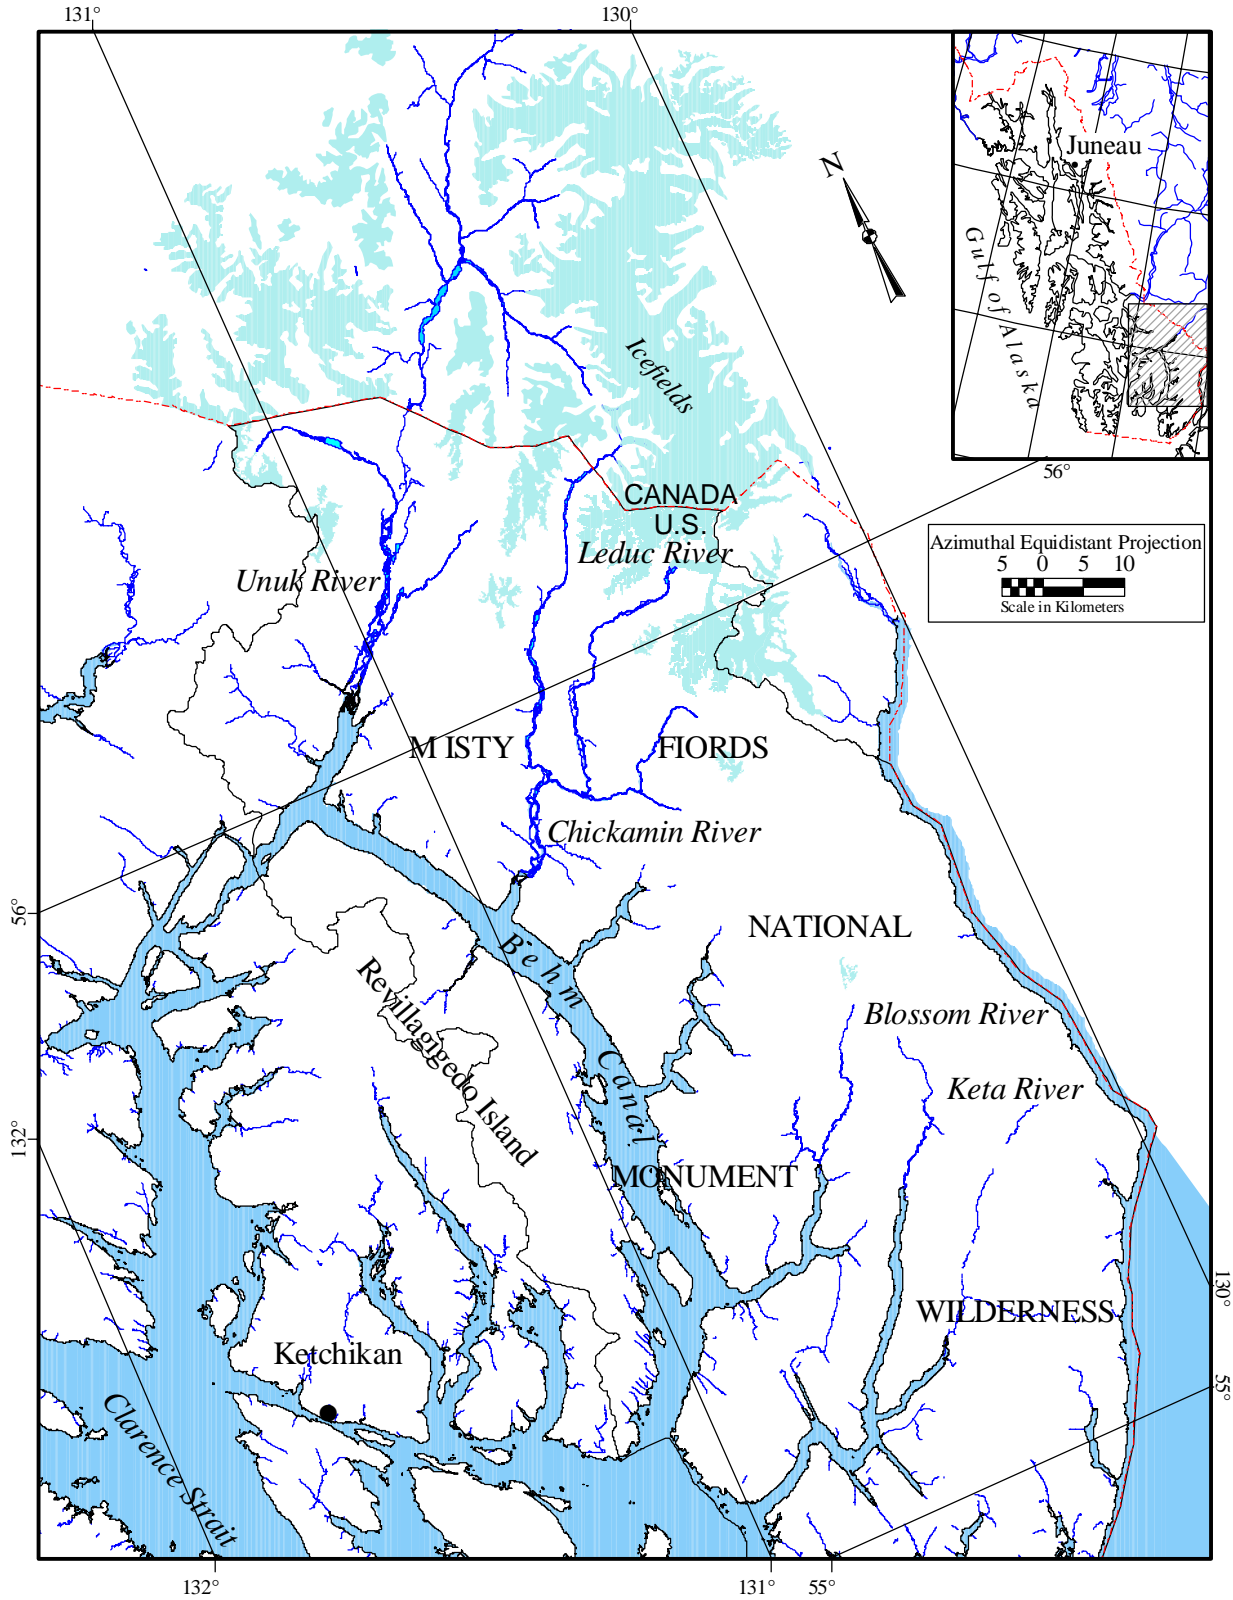 131°
130°
N
Juneau
Gulf of Alaska
56°
Icefields
CANADA
U.S.
Azimuthal Equidistant Projection
5 0 5 10
Scale in Kilometers
Leduc River
Unuk River
MISTY FIORDS
Chickamin River
56°
NATIONAL
Behm Canal
Revillagigedo Island
Blossom River
Keta River
132°
MONUMENT
130°
WILDERNESS
Ketchikan
55°
Clarence Strait
132°
131°
55°